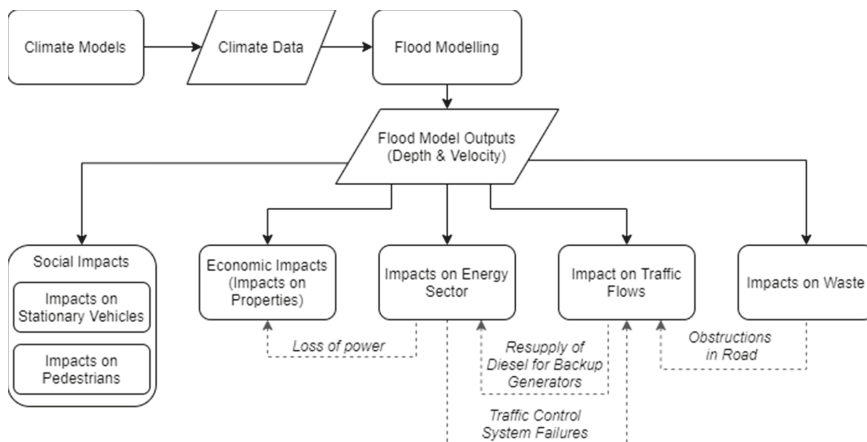 Climate Models
Climate Data
Flood Modelling
Flood Model Outputs
(Depth & Velocity)
Social Impacts
Impacts on
Stationary Vehicles
Impacts on
Pedestrians
Economic Impacts
(Impacts on
Properties)
Impacts on Energy
Sector
Impact on Traffic
Flows
Impacts on Waste
Loss of power
Resupply of
Diesel for Backup
Generators
Obstructions
in Road
Traffic Control
System Failures